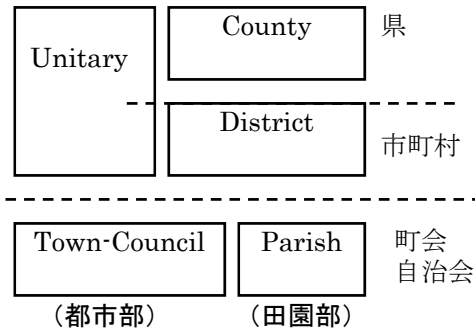 County
県
Unitary
District
市町村
Town-Council
Parish
町会
自治会
（都市部）
（田園部）